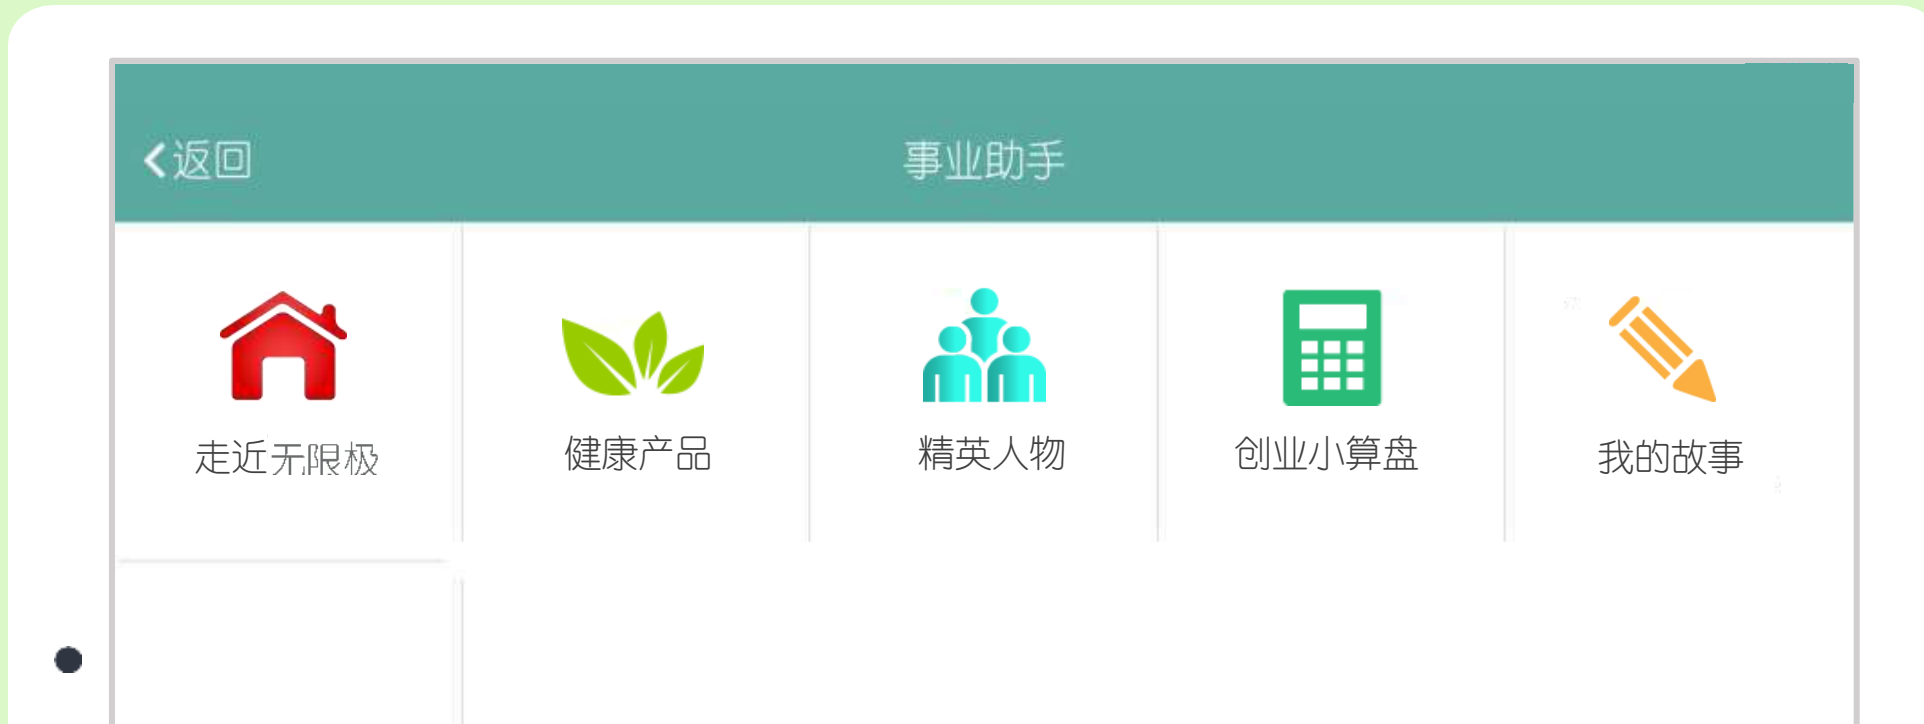 返回
事业助手
走近无限极
健康产品
精英人物
创业小算盘
我的故事